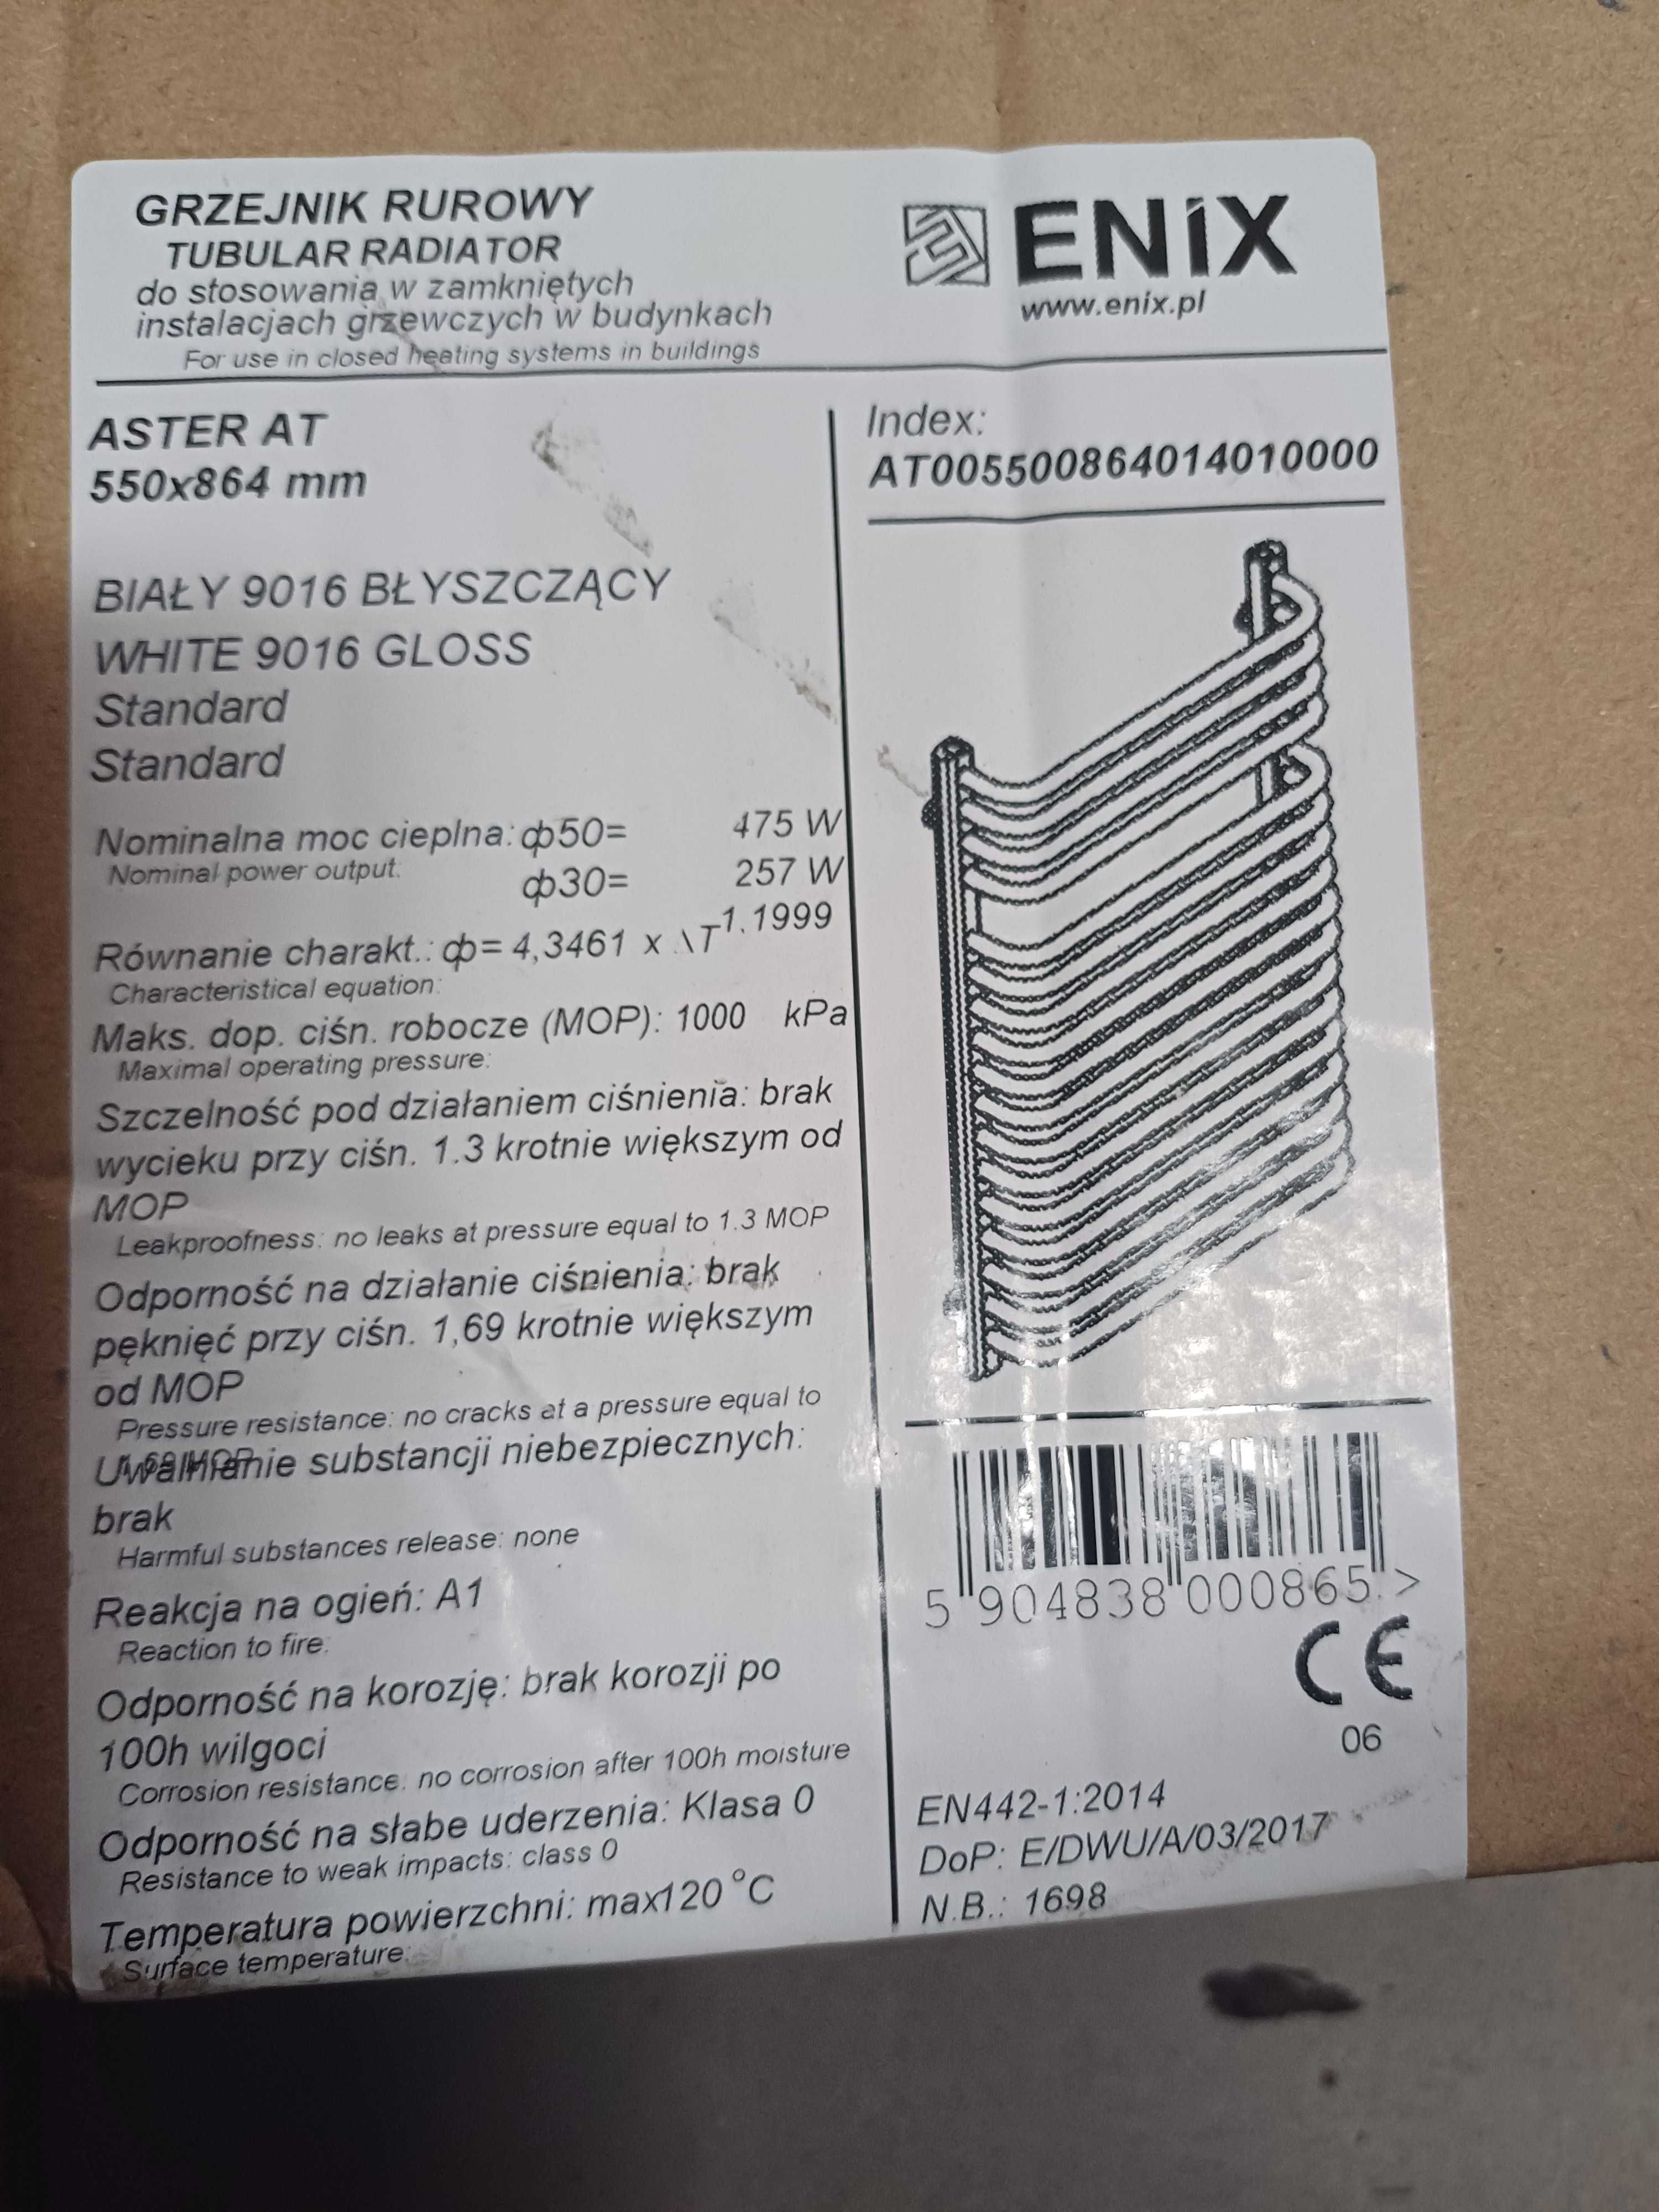 GRZEJNIK RUROWY
TUBULAR RADIATOR
do stosowania w zamkniętych
instalacjach grzewczych w budynkach
For use in closed heating systems in buildings
ENiX
www.enix.pl
ASTER AT
550x864 mm
BIAŁY 9016 BŁYSZCZĄCY
WHITE 9016 GLOSS
Standard
Standard
Nominalna moc cieplna: ф50= 475 W
Nominal power output: ф30= 257 W
Równanie charakt.: ф= 4,3461 x ΔT^1.1999
Characteristical equation:
Maks. dop. ciśn. robocze (MOP): 1000 kPa
Maximal operating pressure:
Szczelność pod działaniem ciśnienia: brak
wycieku przy ciśn. 1.3 krotnie większym od
MOP
Leakproofness: no leaks at pressure equal to 1.3 MOP
Odporność na działanie ciśnienia: brak
pęknięć przy ciśn. 1,69 krotnie większym
od MOP
Pressure resistance: no cracks at a pressure equal to
1,69 MOP
Uwalnianie substancji niebezpiecznych:
brak
Harmful substances release: none
Reakcja na ogień: A1
Reaction to fire:
Odporność na korozję: brak korozji po
100h wilgoci
Corrosion resistance: no corrosion after 100h moisture
Odporność na słabe uderzenia: Klasa 0
Resistance to weak impacts: class 0
Temperatura powierzchni: max120 °C
Surface temperature:
Index:
AT005500864014010000
5 904838 000865 >
CE
06
EN442-1:2014
DoP: E/DWU/A/03/2017
N.B.: 1698